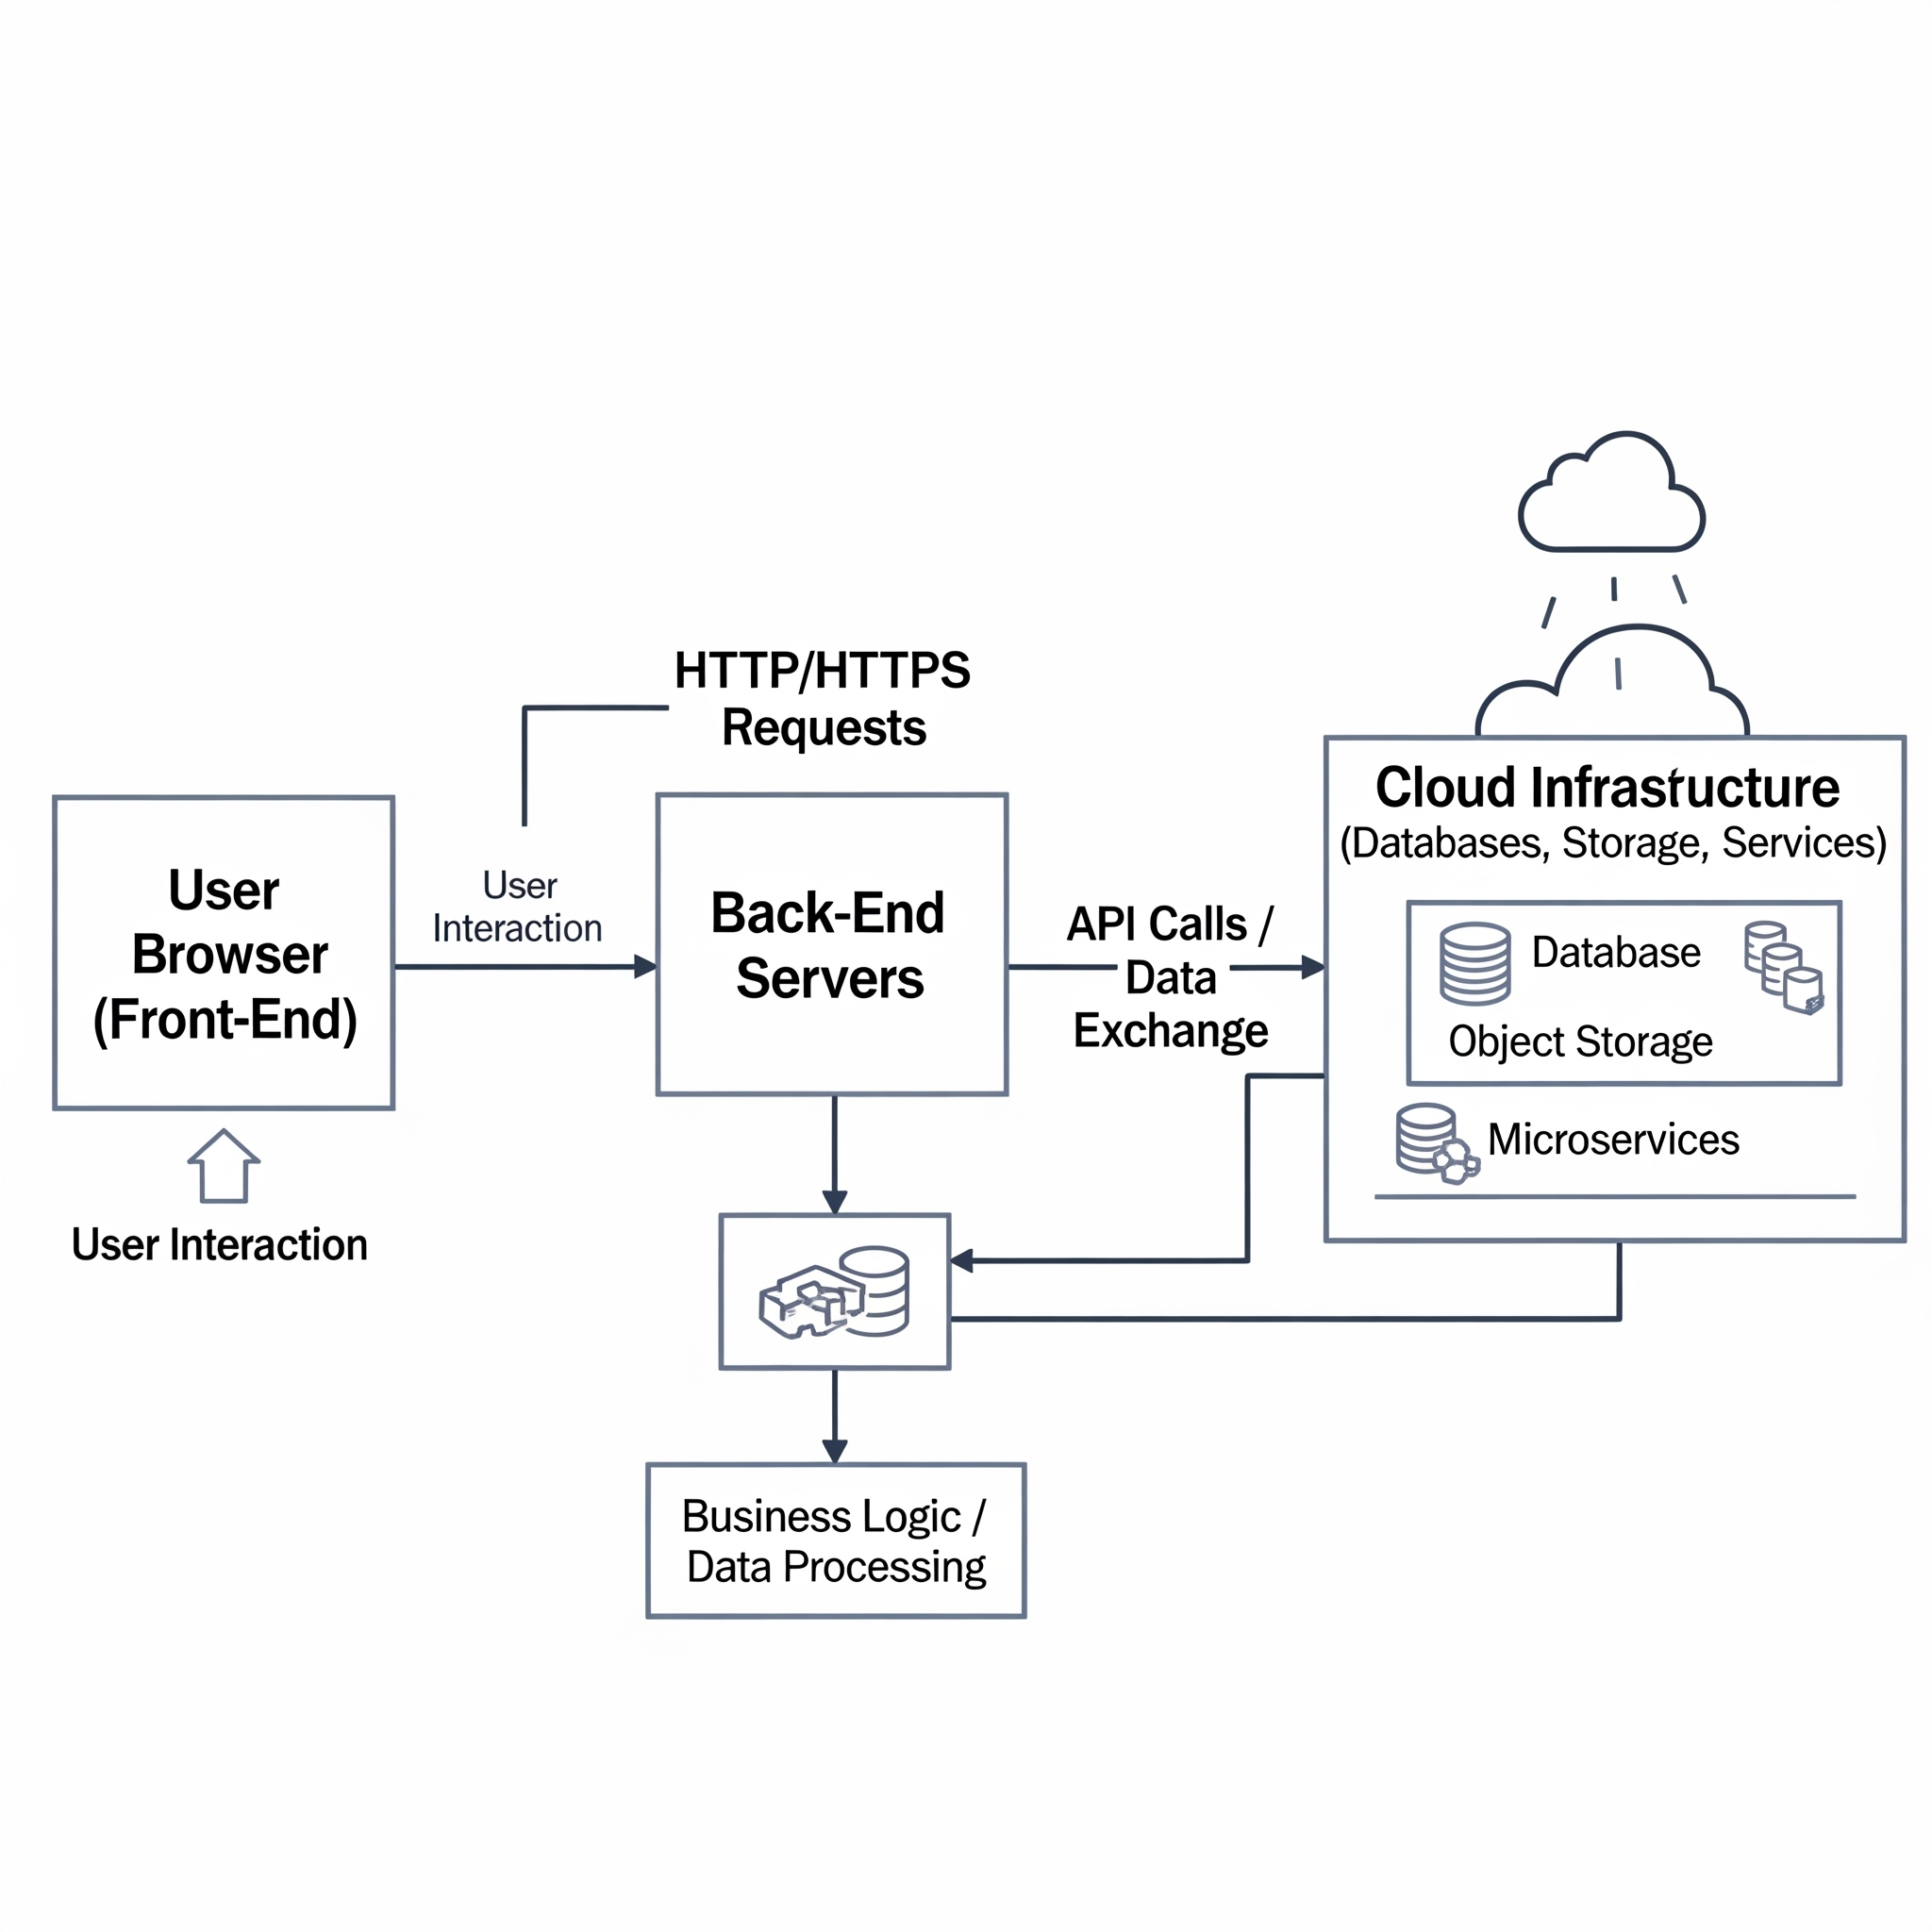 HTTP/HTTPS
Requests
User
Browser
(Front-End)
User Interaction
User
Interaction
Back-End
Servers
API Calls /
Data
Exchange
Cloud Infrastructure
(Databases, Storage, Services)
Database
Object Storage
Microservices
Business Logic /
Data Processing